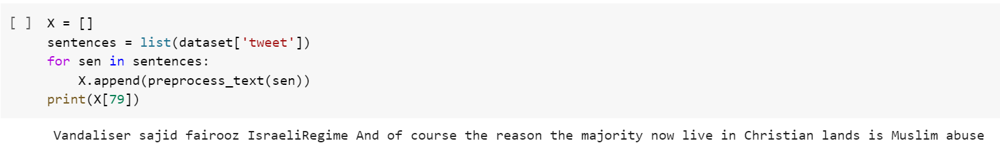 [ ] X = []
sentences = list(dataset['tweet'])
for sen in sentences:
    X.append(preprocess_text(sen))
print(X[79])
Vandaliser sajid fairooz IsraeliRegime And of course the reason the majority now live in Christian lands is Muslim abuse